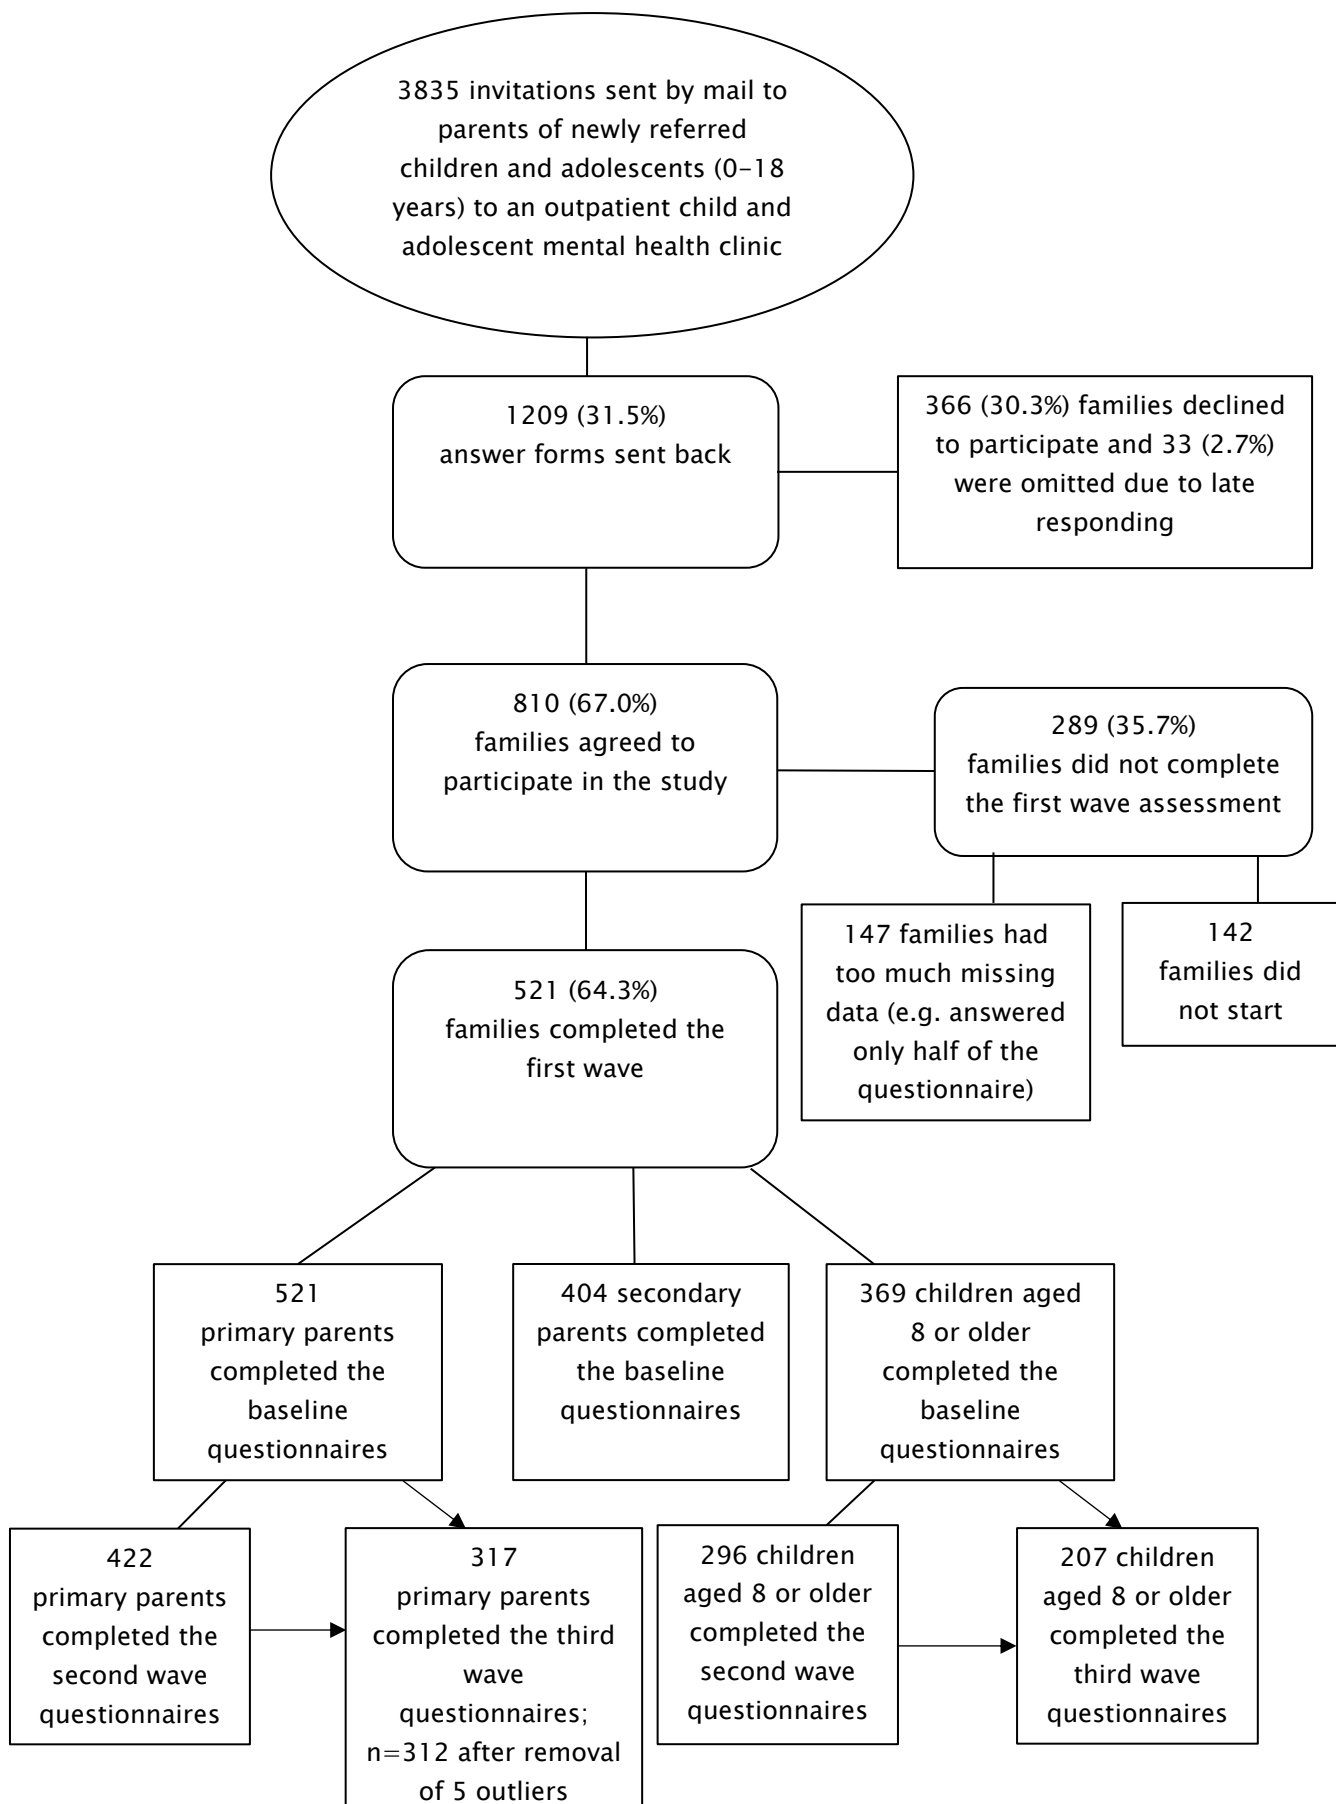 3835 invitations sent by mail to
parents of newly referred
children and adolescents (0–18
years) to an outpatient child and
adolescent mental health clinic
1209 (31.5%)
answer forms sent back
366 (30.3%) families declined
to participate and 33 (2.7%)
were omitted due to late
responding
810 (67.0%)
families agreed to
participate in the study
289 (35.7%)
families did not complete
the first wave assessment
147 families had
too much missing
data (e.g. answered
only half of the
questionnaire)
142
families did
not start
521 (64.3%)
families completed the
first wave
521
primary parents
completed the
baseline
questionnaires
404 secondary
parents completed
the baseline
questionnaires
369 children aged
8 or older
completed the
baseline
questionnaires
422
primary parents
completed the
second wave
questionnaires
317
primary parents
completed the third
wave
questionnaires;
n=312 after removal
of 5 outliers
296 children
aged 8 or older
completed the
second wave
questionnaires
207 children
aged 8 or older
completed the
third wave
questionnaires